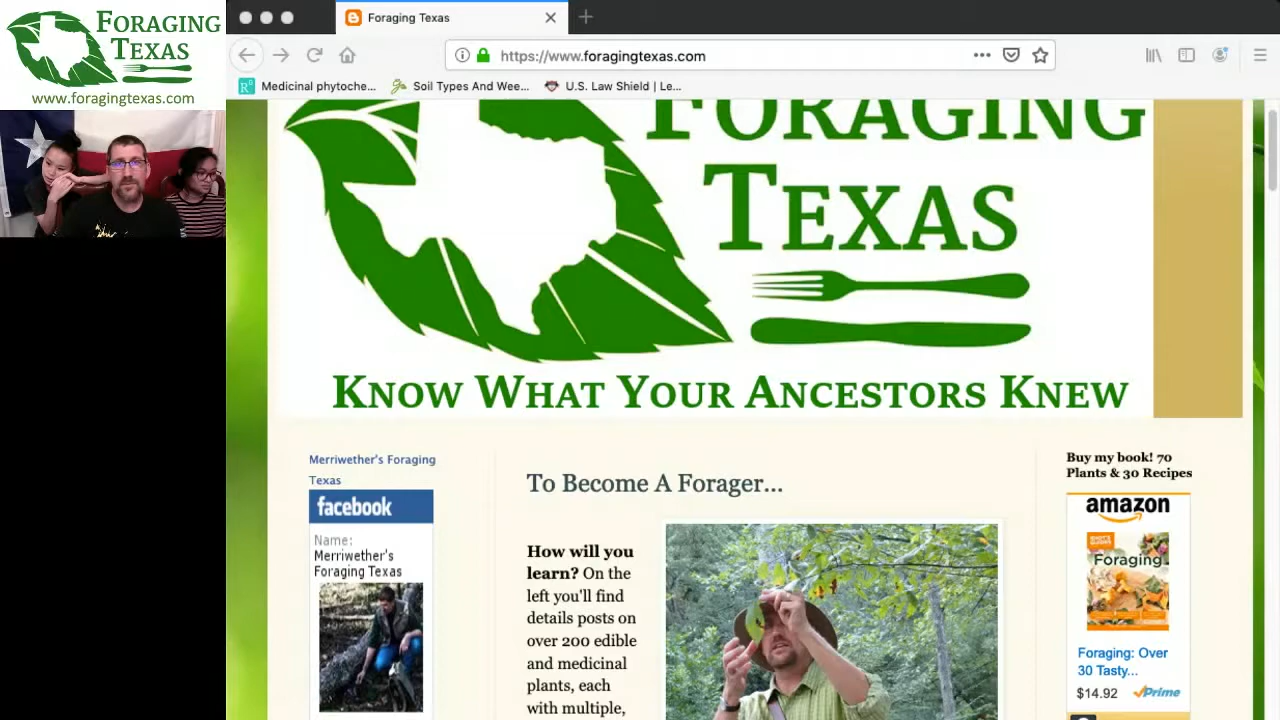 FORAGING
TEXAS
www.foragingtexas.com
Foraging Texas
https://www.foragingtexas.com
Medicinal phytoche...
Soil Types And Wee...
U.S. Law Shield | Le...
FORAGING
TEXAS
KNOW WHAT YOUR ANCESTORS KNEW
Merriwether's Foraging
Texas
facebook
Name:
Merriwether's
Foraging Texas
To Become A Forager...
How will you
learn? On the
left you'll find
details posts on
over 200 edible
and medicinal
plants, each
with multiple,
Buy my book! 70
Plants & 30 Recipes
amazon
Foraging
Foraging: Over
30 Tasty...
$14.92 Prime